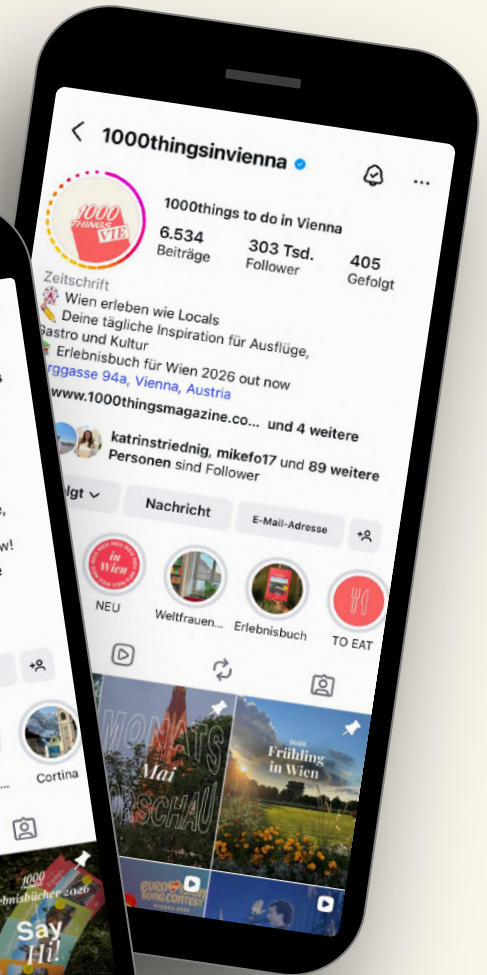 1000thingsinvienna
1000
THINGS
VIE
1000things to do in Vienna
6.534
Beiträge
303 Tsd.
Follower
405
Gefolgt
Zeitschrift
Wien erleben wie Locals
Deine tägliche Inspiration für Ausflüge,
Gastro und Kultur
Erlebnisbuch für Wien 2026 out now
rggasse 94a, Vienna, Austria
www.1000thingsmagazine.co... und 4 weitere
katrinstriednig, mikefo17 und 89 weitere
Personen sind Follower
lgt
Nachricht
E-Mail-Adresse
in
Wien
NEU
Weltfrauen...
Erlebnisbuch
TO EAT
MONATS
Mai
RSCHAU
Frühling
in Wien
SONG CONTEST
Cortina
1000
THINGS
ebnisbücher 2026
Say
Hi!